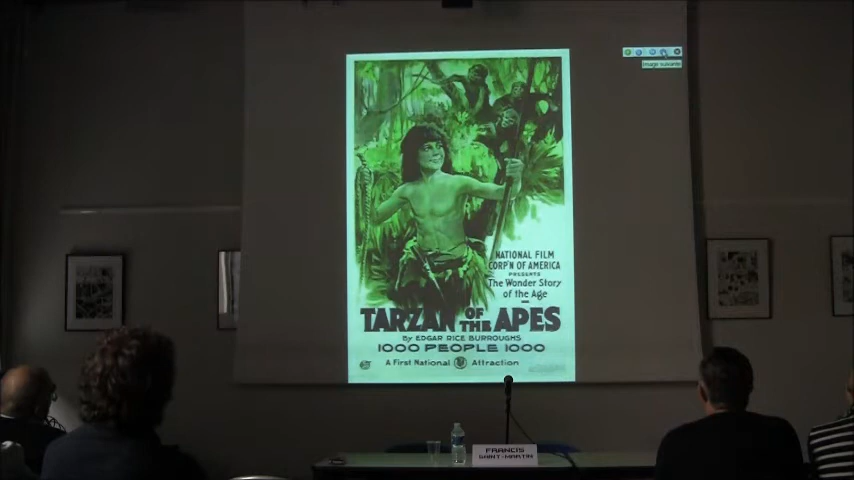 Image suivante
NATIONAL FILM
CORP'N OF AMERICA
PRESENTS
The Wonder Story
of the Age
TARZAN OF THE APES
By EDGAR RICE BURROUGHS
1000 PEOPLE 1000
A First National Attraction
FRANCIS
SAINT-MARTIN